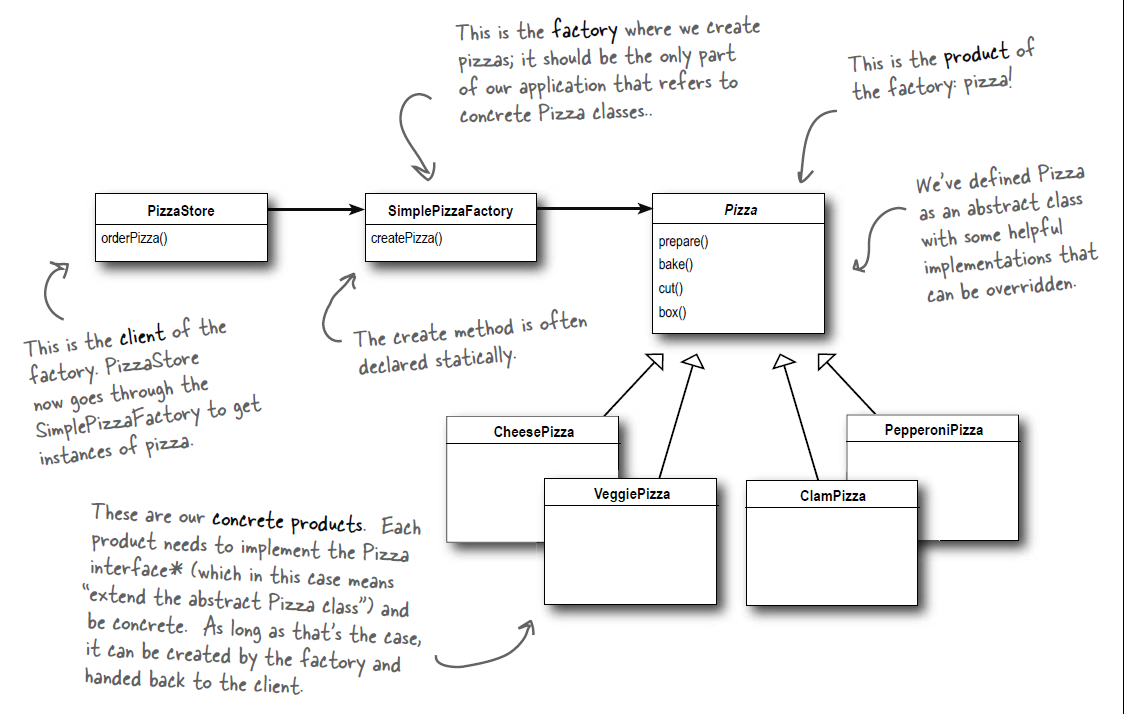 This is the factory where we create
pizzas; it should be the only part
of our application that refers to
concrete Pizza classes..
This is the product of
the factory: pizza!
We've defined Pizza
as an abstract class
with some helpful
implementations that
can be overridden.
PizzaStore
orderPizza()
SimplePizzaFactory
createPizza()
Pizza
prepare()
bake()
cut()
box()
This is the client of the
factory. PizzaStore
now goes through the
SimplePizzaFactory to get
instances of pizza.
The create method is often
declared statically.
CheesePizza
VeggiePizza
ClamPizza
PepperoniPizza
These are our concrete products. Each
product needs to implement the Pizza
interface* (which in this case means
“extend the abstract Pizza class”) and
be concrete. As long as that's the case,
it can be created by the factory and
handed back to the client.